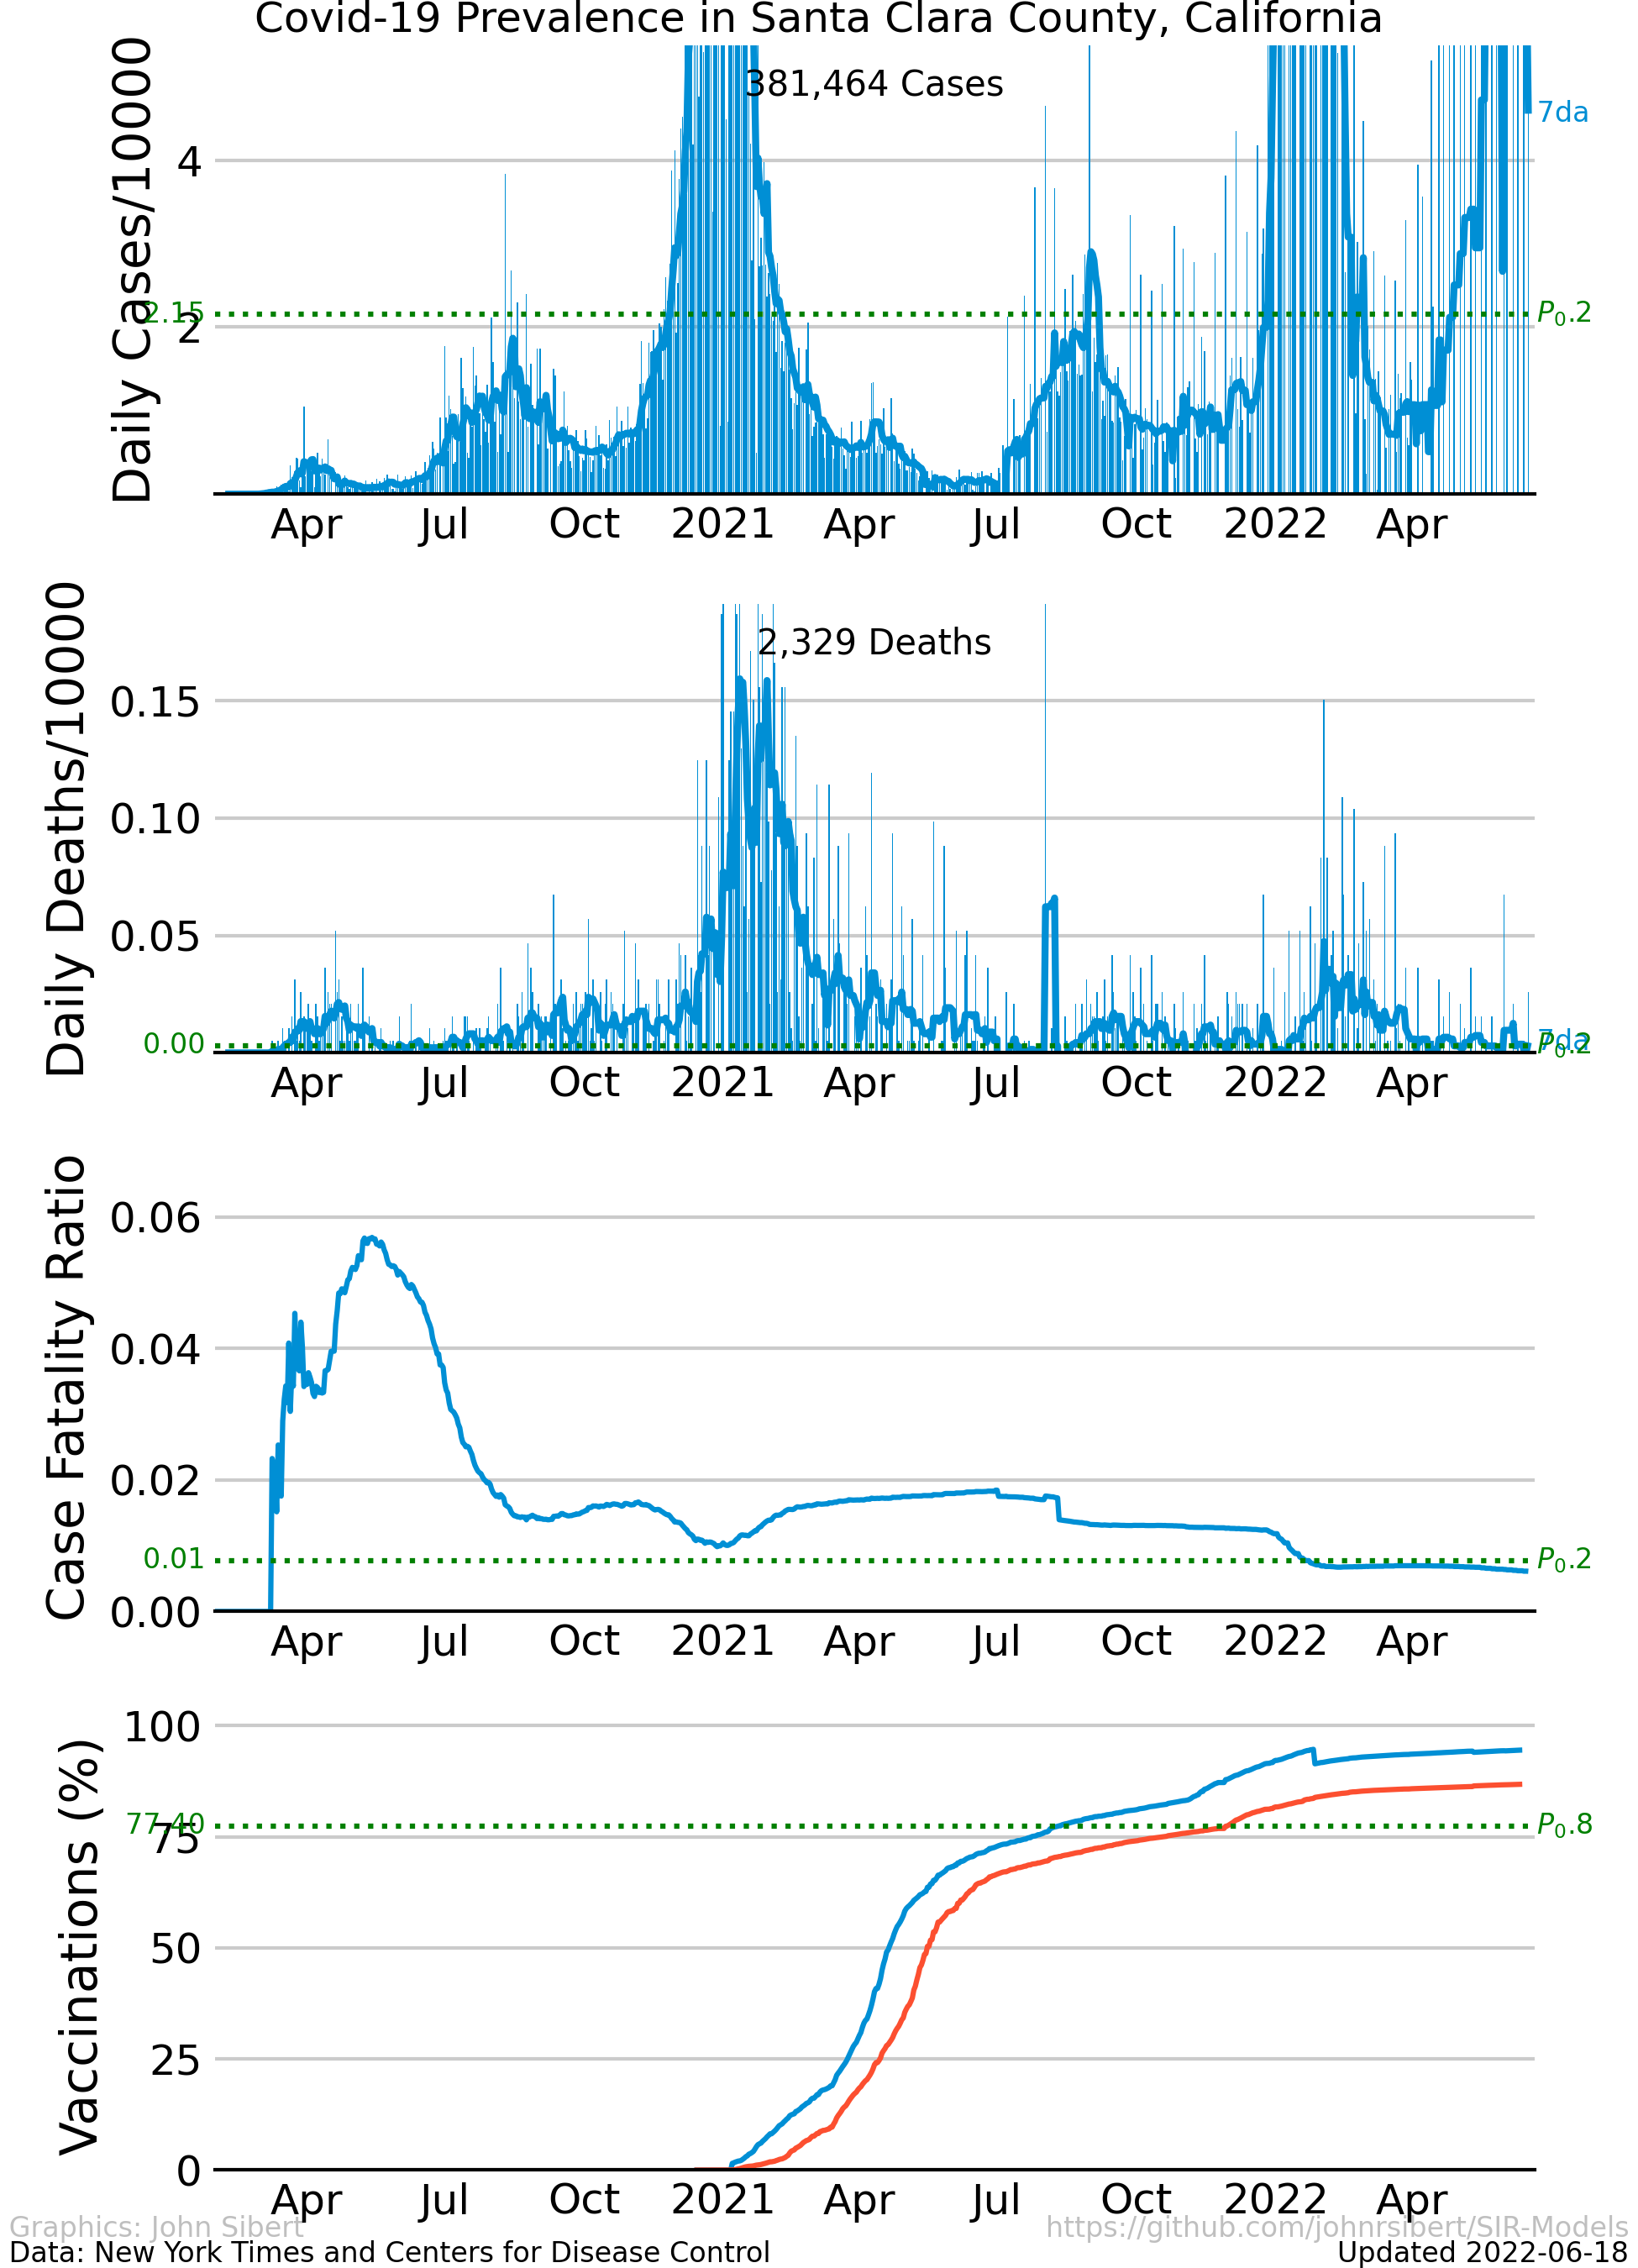 Covid-19 Prevalence in Santa Clara County, California
Daily Cases/10000
381,464 Cases
7da
4
2.15
2
P₀.2
Apr Jul Oct 2021 Apr Jul Oct 2022 Apr
Daily Deaths/10000
2,329 Deaths
0.15
0.10
0.05
0.00
7da
P₀.2
Apr Jul Oct 2021 Apr Jul Oct 2022 Apr
Case Fatality Ratio
0.06
0.04
0.02
0.01
P₀.2
0.00
Apr Jul Oct 2021 Apr Jul Oct 2022 Apr
Vaccinations (%)
100
77.40
P₀.8
75
50
25
0
Apr Jul Oct 2021 Apr Jul Oct 2022 Apr
Graphics: John Sibert
https://github.com/johnrsibert/SIR-Models
Data: New York Times and Centers for Disease Control
Updated 2022-06-18